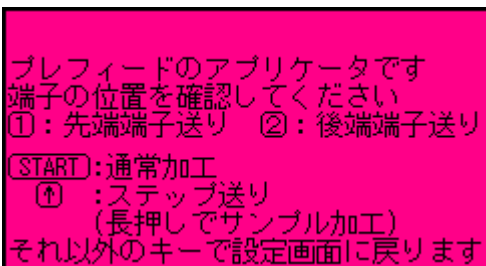 プレフィードのアプリケータです
端子の位置を確認してください
①：先端端子送り　②：後端端子送り
(START):通常加工
(↑)　:ステップ送り
(長押しでサンプル加工)
それ以外のキーで設定画面に戻ります